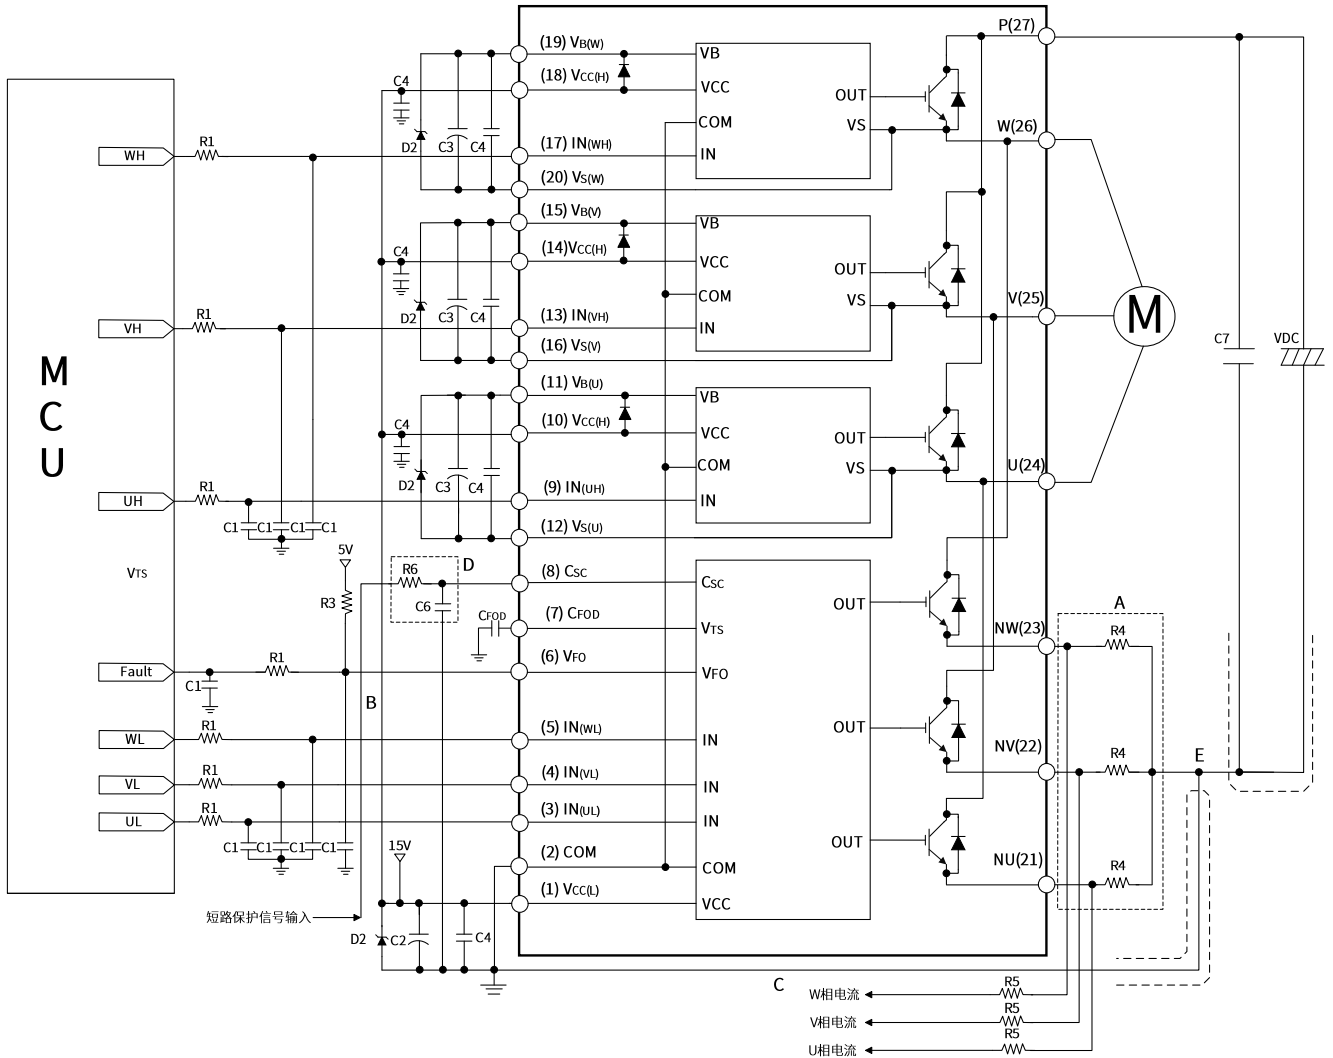 P(27)
(19) VB(W)
VB
(18) VCC(H)
C4
VCC
OUT
COM
VS
W(26)
D2
C3
C4
(17) IN(WH)
IN
R1
WH
(20) VS(W)
(15) VB(V)
VB
C4
(14)VCC(H)
VCC
OUT
COM
VS
V(25)
D2
C3
C4
(13) IN(VH)
IN
R1
VH
(16) VS(V)
M
C7
VDC
M
C
U
(11) VB(U)
VB
C4
(10) VCC(H)
VCC
OUT
COM
VS
U(24)
D2
C3
C4
(9) IN(UH)
IN
R1
UH
(12) VS(U)
C1
C1
C1
C1
5V
VTS
D
R6
(8) CSC
CSC
R3
C6
CFOD
(7) CFOD
VTS
OUT
A
NW(23)
R4
(6) VFO
VFO
R1
Fault
C1
B
R1
WL
(5) IN(WL)
IN
OUT
NV(22)
R4
E
R1
VL
(4) IN(VL)
IN
R1
UL
(3) IN(UL)
IN
C1
C1
C1
C1
15V
(2) COM
COM
OUT
NU(21)
R4
(1) VCC(L)
VCC
短路保护信号输入
D2
C2
C4
C
R5
W相电流
R5
V相电流
R5
U相电流